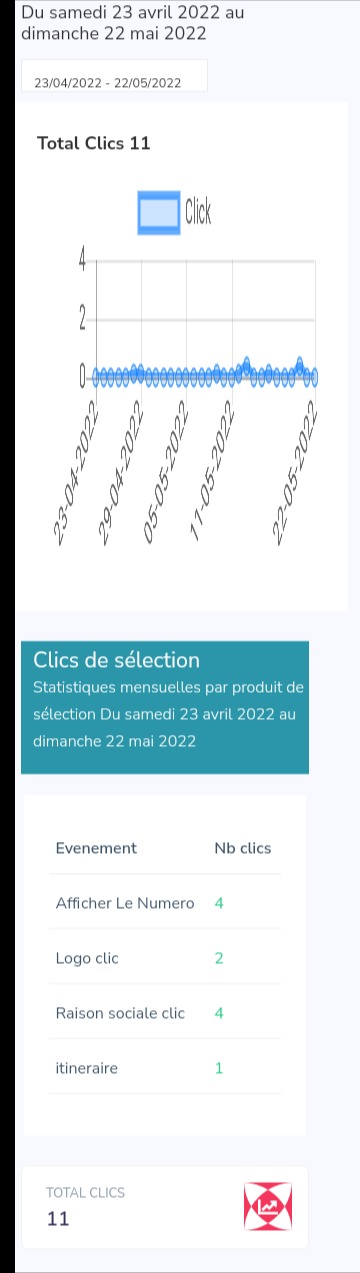 Du samedi 23 avril 2022 au
dimanche 22 mai 2022
23/04/2022 - 22/05/2022
Total Clics 11
Click
4
2
0
23-04-2022
29-04-2022
05-05-2022
11-05-2022
22-05-2022
Clics de sélection
Statistiques mensuelles par produit de
sélection Du samedi 23 avril 2022 au
dimanche 22 mai 2022
Evenement Nb clics
Afficher Le Numero 4
Logo clic 2
Raison sociale clic 4
itineraire 1
TOTAL CLICS
11